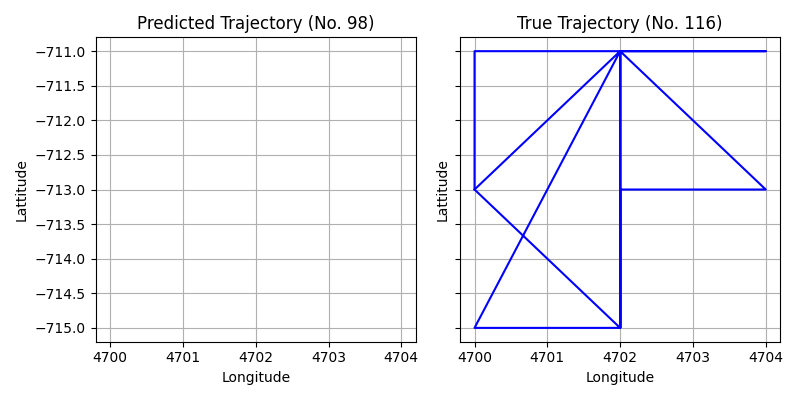 Predicted Trajectory (No. 98)
True Trajectory (No. 116)
−711.0
−711.5
−712.0
−712.5
−713.0
−713.5
−714.0
−714.5
−715.0
Lattitude
Lattitude
4700 4701 4702 4703 4704
4700 4701 4702 4703 4704
Longitude
Longitude